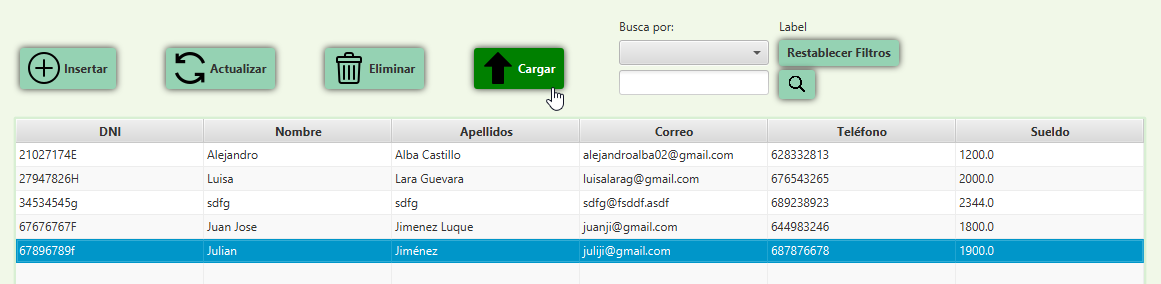 Busca por: Label
Insertar Actualizar Eliminar Cargar Restablecer Filtros
DNI Nombre Apellidos Correo Teléfono Sueldo
21027174E Alejandro Alba Castillo alejandroalba02@gmail.com 628332813 1200.0
27947826H Luisa Lara Guevara luisalarag@gmail.com 676543265 2000.0
34534545g sdfg sdfg sdfg@fsddf.asdf 689238923 2344.0
67676767F Juan Jose Jimenez Luque juanji@gmail.com 644983246 1800.0
67896789f Julian Jiménez juliji@gmail.com 687876678 1900.0